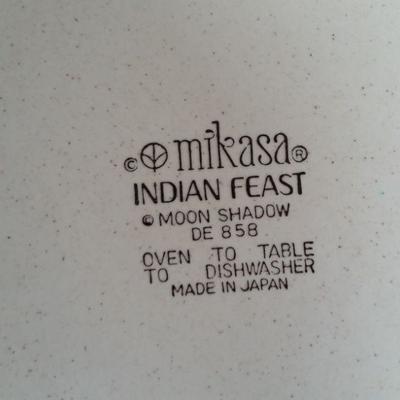 © mikasa®
INDIAN FEAST
© MOON SHADOW
DE 858
OVEN TO TABLE
TO DISHWASHER
MADE IN JAPAN